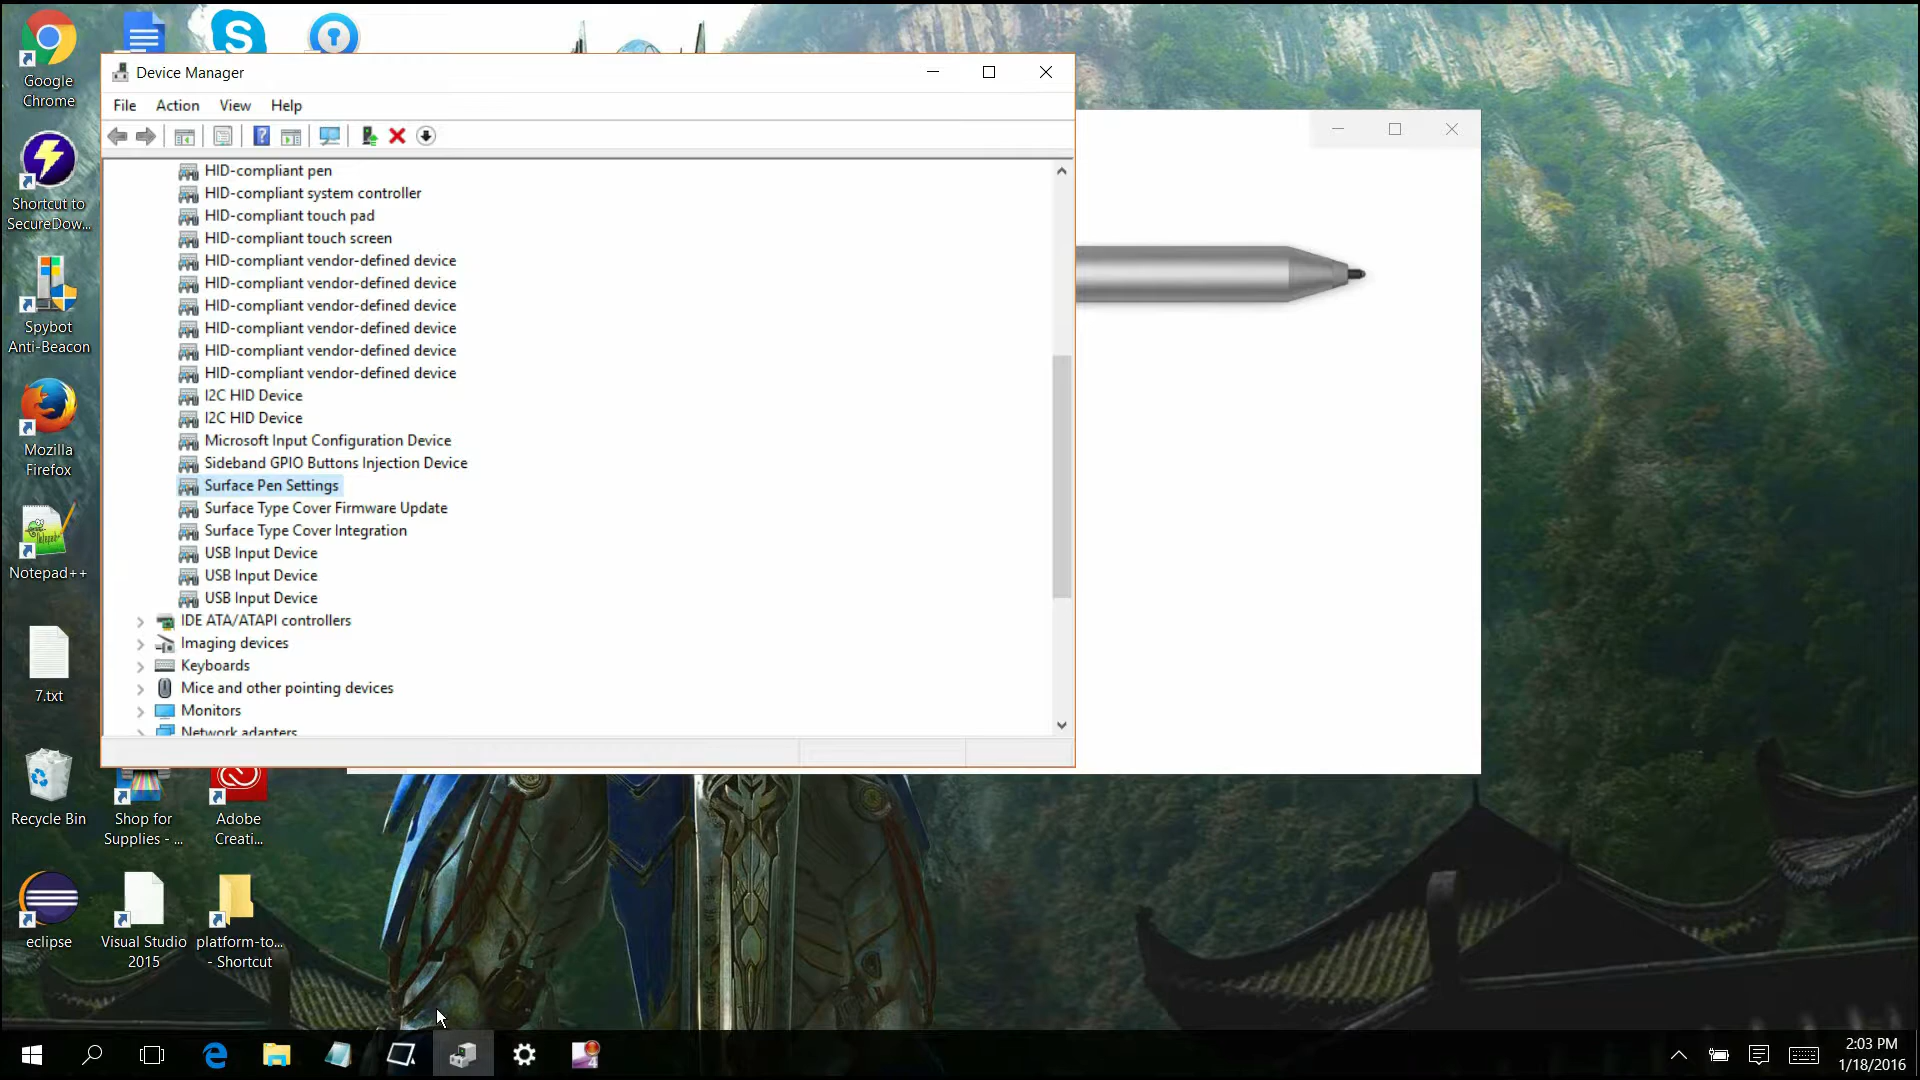 Google
Chrome
Shortcut to
SecureDow...
Spybot
Anti-Beacon
Mozilla
Firefox
Notepad++
7.txt
Recycle Bin
Shop for
Supplies - ...
Adobe
Creati...
eclipse
Visual Studio
2015
platform-to...
- Shortcut
Device Manager
File Action View Help
HID-compliant pen
HID-compliant system controller
HID-compliant touch pad
HID-compliant touch screen
HID-compliant vendor-defined device
HID-compliant vendor-defined device
HID-compliant vendor-defined device
HID-compliant vendor-defined device
HID-compliant vendor-defined device
HID-compliant vendor-defined device
I2C HID Device
I2C HID Device
Microsoft Input Configuration Device
Sideband GPIO Buttons Injection Device
Surface Pen Settings
Surface Type Cover Firmware Update
Surface Type Cover Integration
USB Input Device
USB Input Device
USB Input Device
IDE ATA/ATAPI controllers
Imaging devices
Keyboards
Mice and other pointing devices
Monitors
Network adapters
2:03 PM
1/18/2016